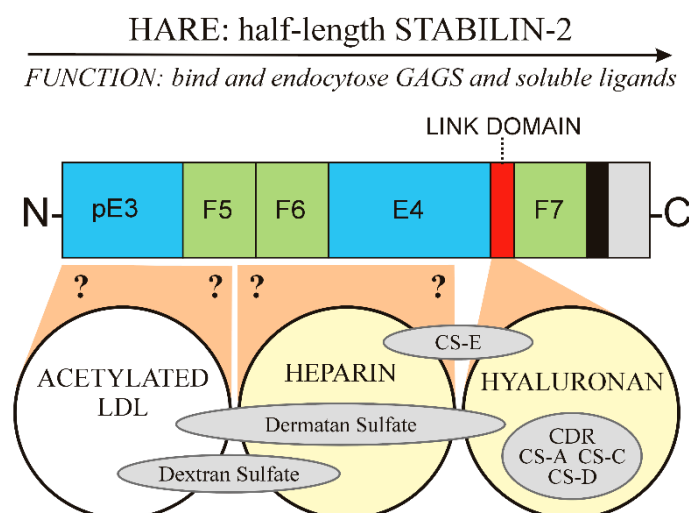 HARE: half-length STABILIN-2
FUNCTION: bind and endocytose GAGS and soluble ligands
LINK DOMAIN
N
pE3
F5
F6
E4
F7
C
?
?
?
?
CS-E
ACETYLATED
LDL
HEPARIN
HYALURONAN
Dermatan Sulfate
CDR
CS-A CS-C
CS-D
Dextran Sulfate